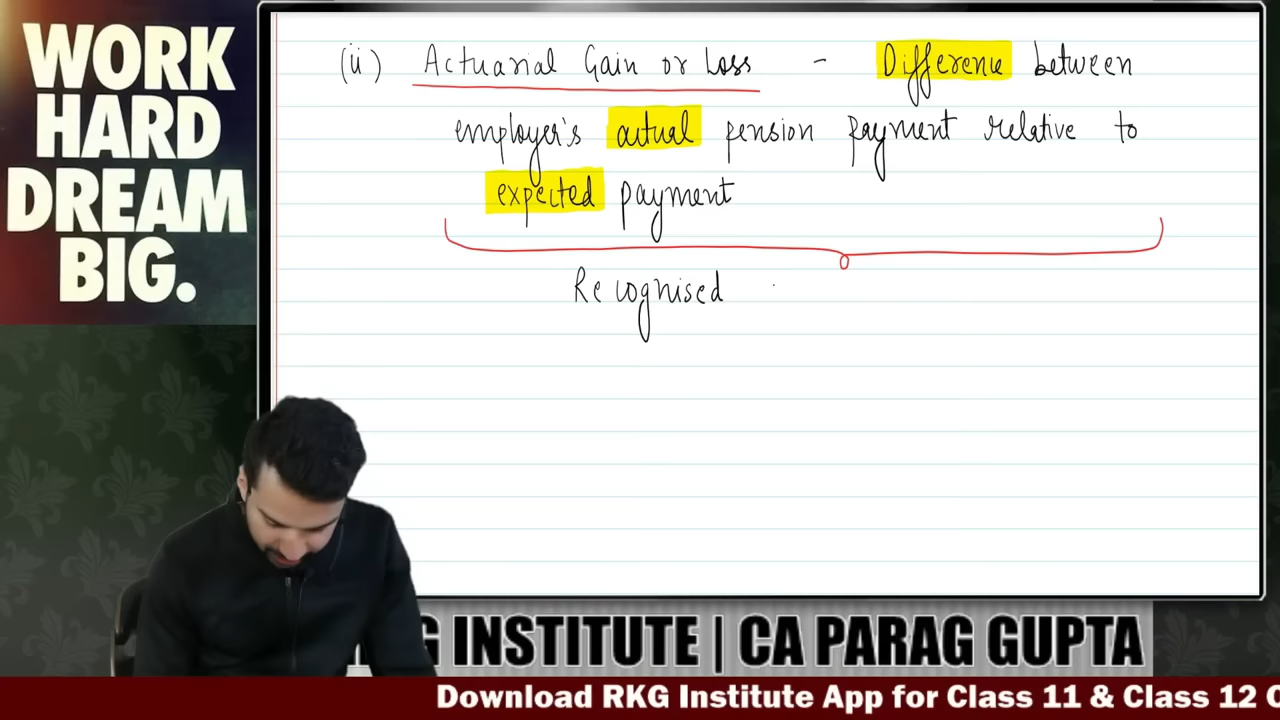 WORK
HARD
DREAM
BIG.
(ii) Actuarial Gain or Loss - Difference between
employer's actual pension payment relative to
expected payment
Recognised
G INSTITUTE | CA PARAG GUPTA
Download RKG Institute App for Class 11 & Class 12 C